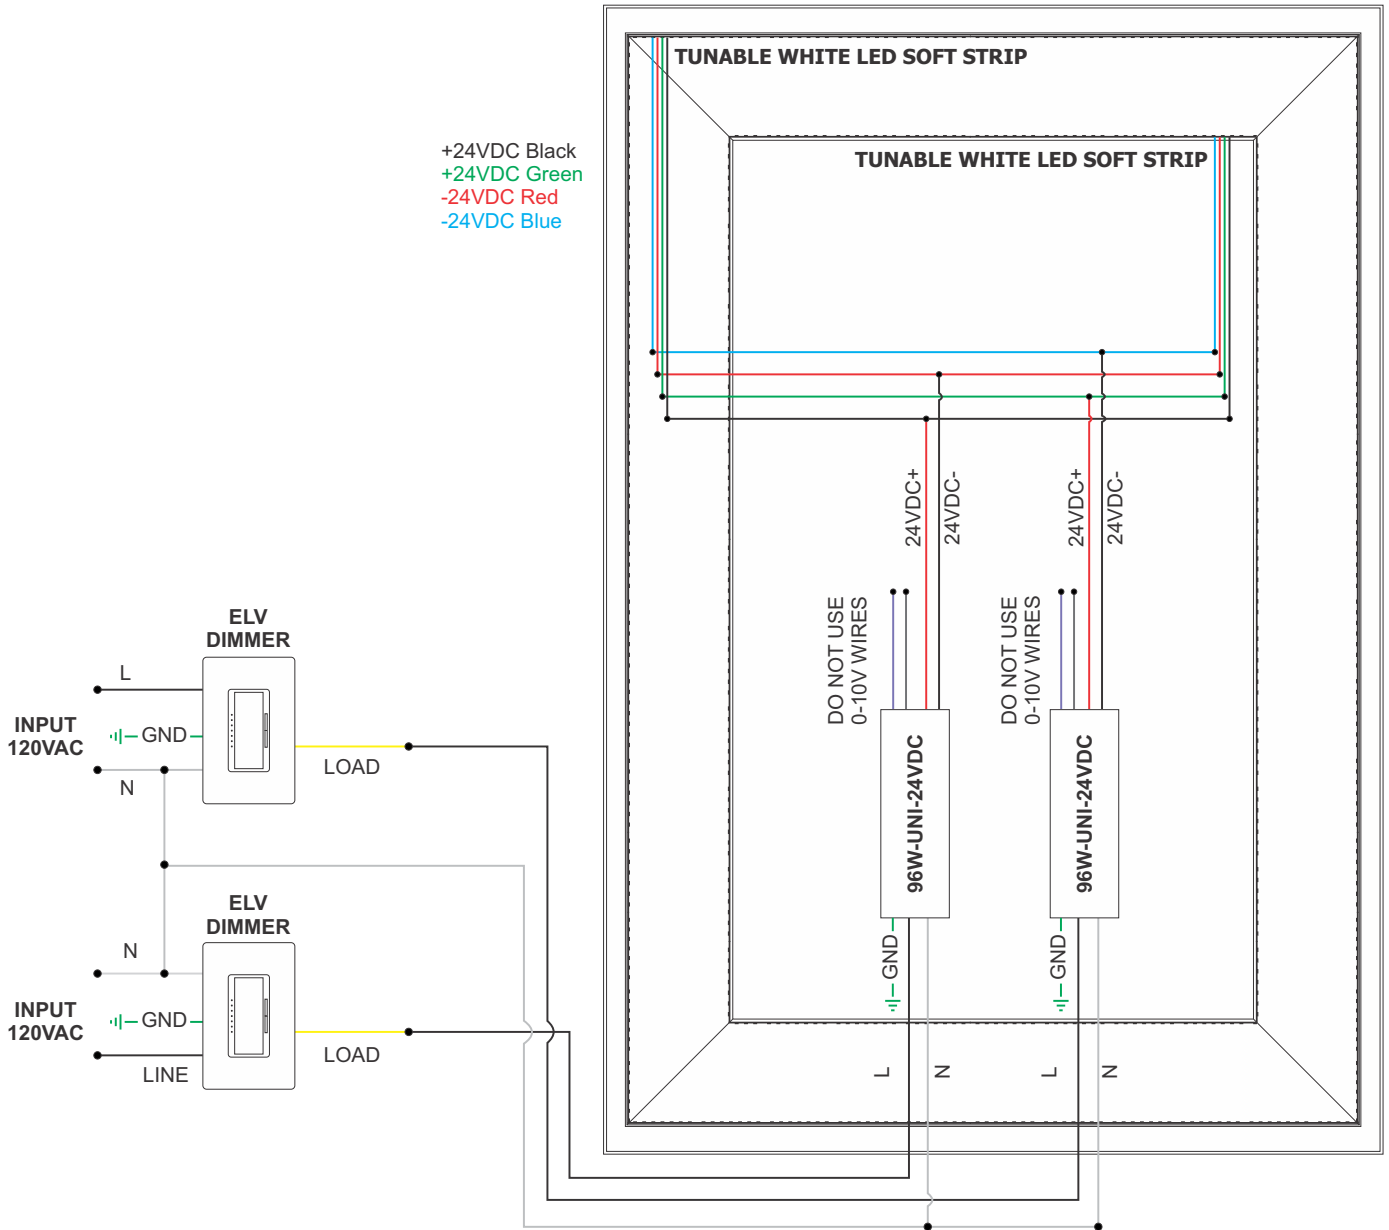 TUNABLE WHITE LED SOFT STRIP
+24VDC Black
+24VDC Green
-24VDC Red
-24VDC Blue
TUNABLE WHITE LED SOFT STRIP
24VDC+
24VDC-
24VDC+
24VDC-
DO NOT USE
0-10V WIRES
DO NOT USE
0-10V WIRES
ELV
DIMMER
L
INPUT
120VAC
GND
N
LOAD
96W-UNI-24VDC
96W-UNI-24VDC
ELV
DIMMER
N
INPUT
120VAC
GND
LINE
LOAD
GND
GND
L
N
L
N